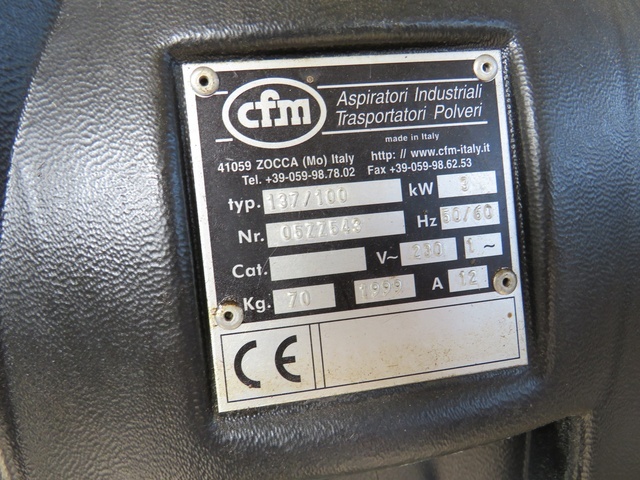 cfm
®
Aspiratori Industriali
Trasportatori Polveri
made in Italy
41059 ZOCCA (Mo) Italy http: // www.cfm-italy.it
Tel. +39-059-98.78.02 Fax +39-059-98.62.53
typ. 137/100 kW 3
Nr. 05Z7543 Hz 50/60
Cat. V~ 230 1 ~
Kg. 70 1999 A 12
CE